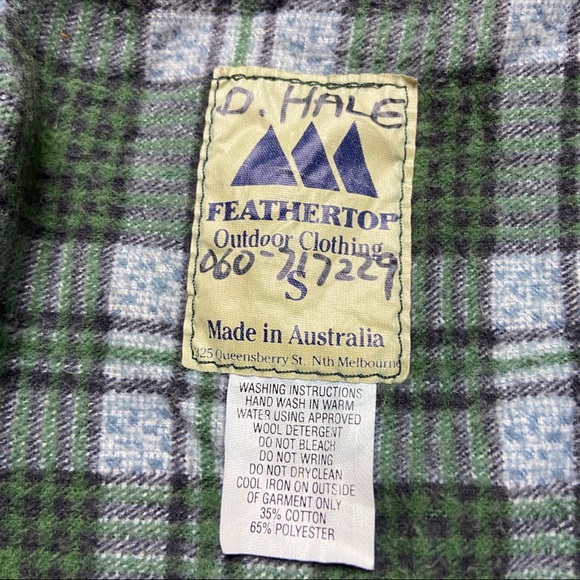 D. HALE
FEATHERTOP
Outdoor Clothing
060-717229
S
Made in Australia
325 Queensberry St. Nth Melbourne
WASHING INSTRUCTIONS
HAND WASH IN WARM
WATER USING APPROVED
WOOL DETERGENT
DO NOT BLEACH
DO NOT WRING
DO NOT DRYCLEAN
COOL IRON ON OUTSIDE
OF GARMENT ONLY
35% COTTON
65% POLYESTER